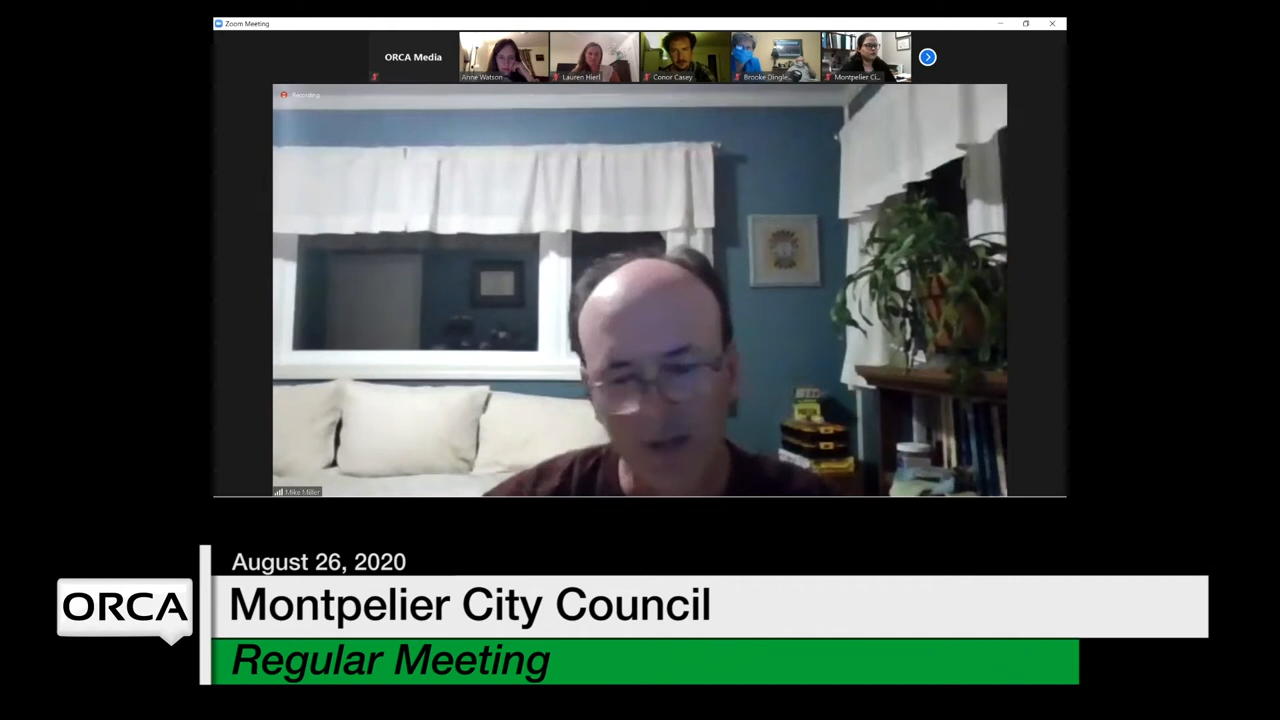 Zoom Meeting
ORCA Media
Anne Watson
Lauren Hierl
Conor Casey
Brooke Dingle...
Montpelier Ci...
Recording
Mike Miller
August 26, 2020
ORCA
Montpelier City Council
Regular Meeting